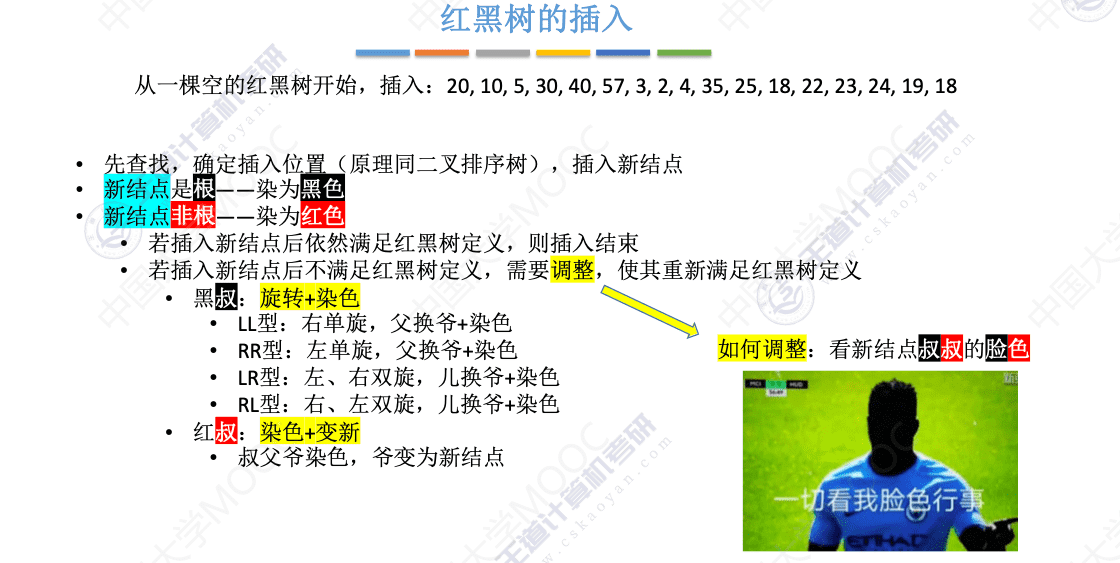 红黑树的插入
从一棵空的红黑树开始，插入：20, 10, 5, 30, 40, 57, 3, 2, 4, 35, 25, 18, 22, 23, 24, 19, 18
• 先查找，确定插入位置（原理同二叉排序树），插入新结点
• 新结点是根——染为黑色
• 新结点非根——染为红色
• 若插入新结点后依然满足红黑树定义，则插入结束
• 若插入新结点后不满足红黑树定义，需要调整，使其重新满足红黑树定义
• 黑叔：旋转+染色
• LL型：右单旋，父换爷+染色
• RR型：左单旋，父换爷+染色
• LR型：左、右双旋，儿换爷+染色
• RL型：右、左双旋，儿换爷+染色
• 红叔：染色+变新
• 叔父爷染色，爷变为新结点
如何调整：看新结点叔叔的脸色
MCI
HUD
一切看我脸色行事
ETIHAD
中国大学MOOC
王道计算机考研
www.cskaoyan.com